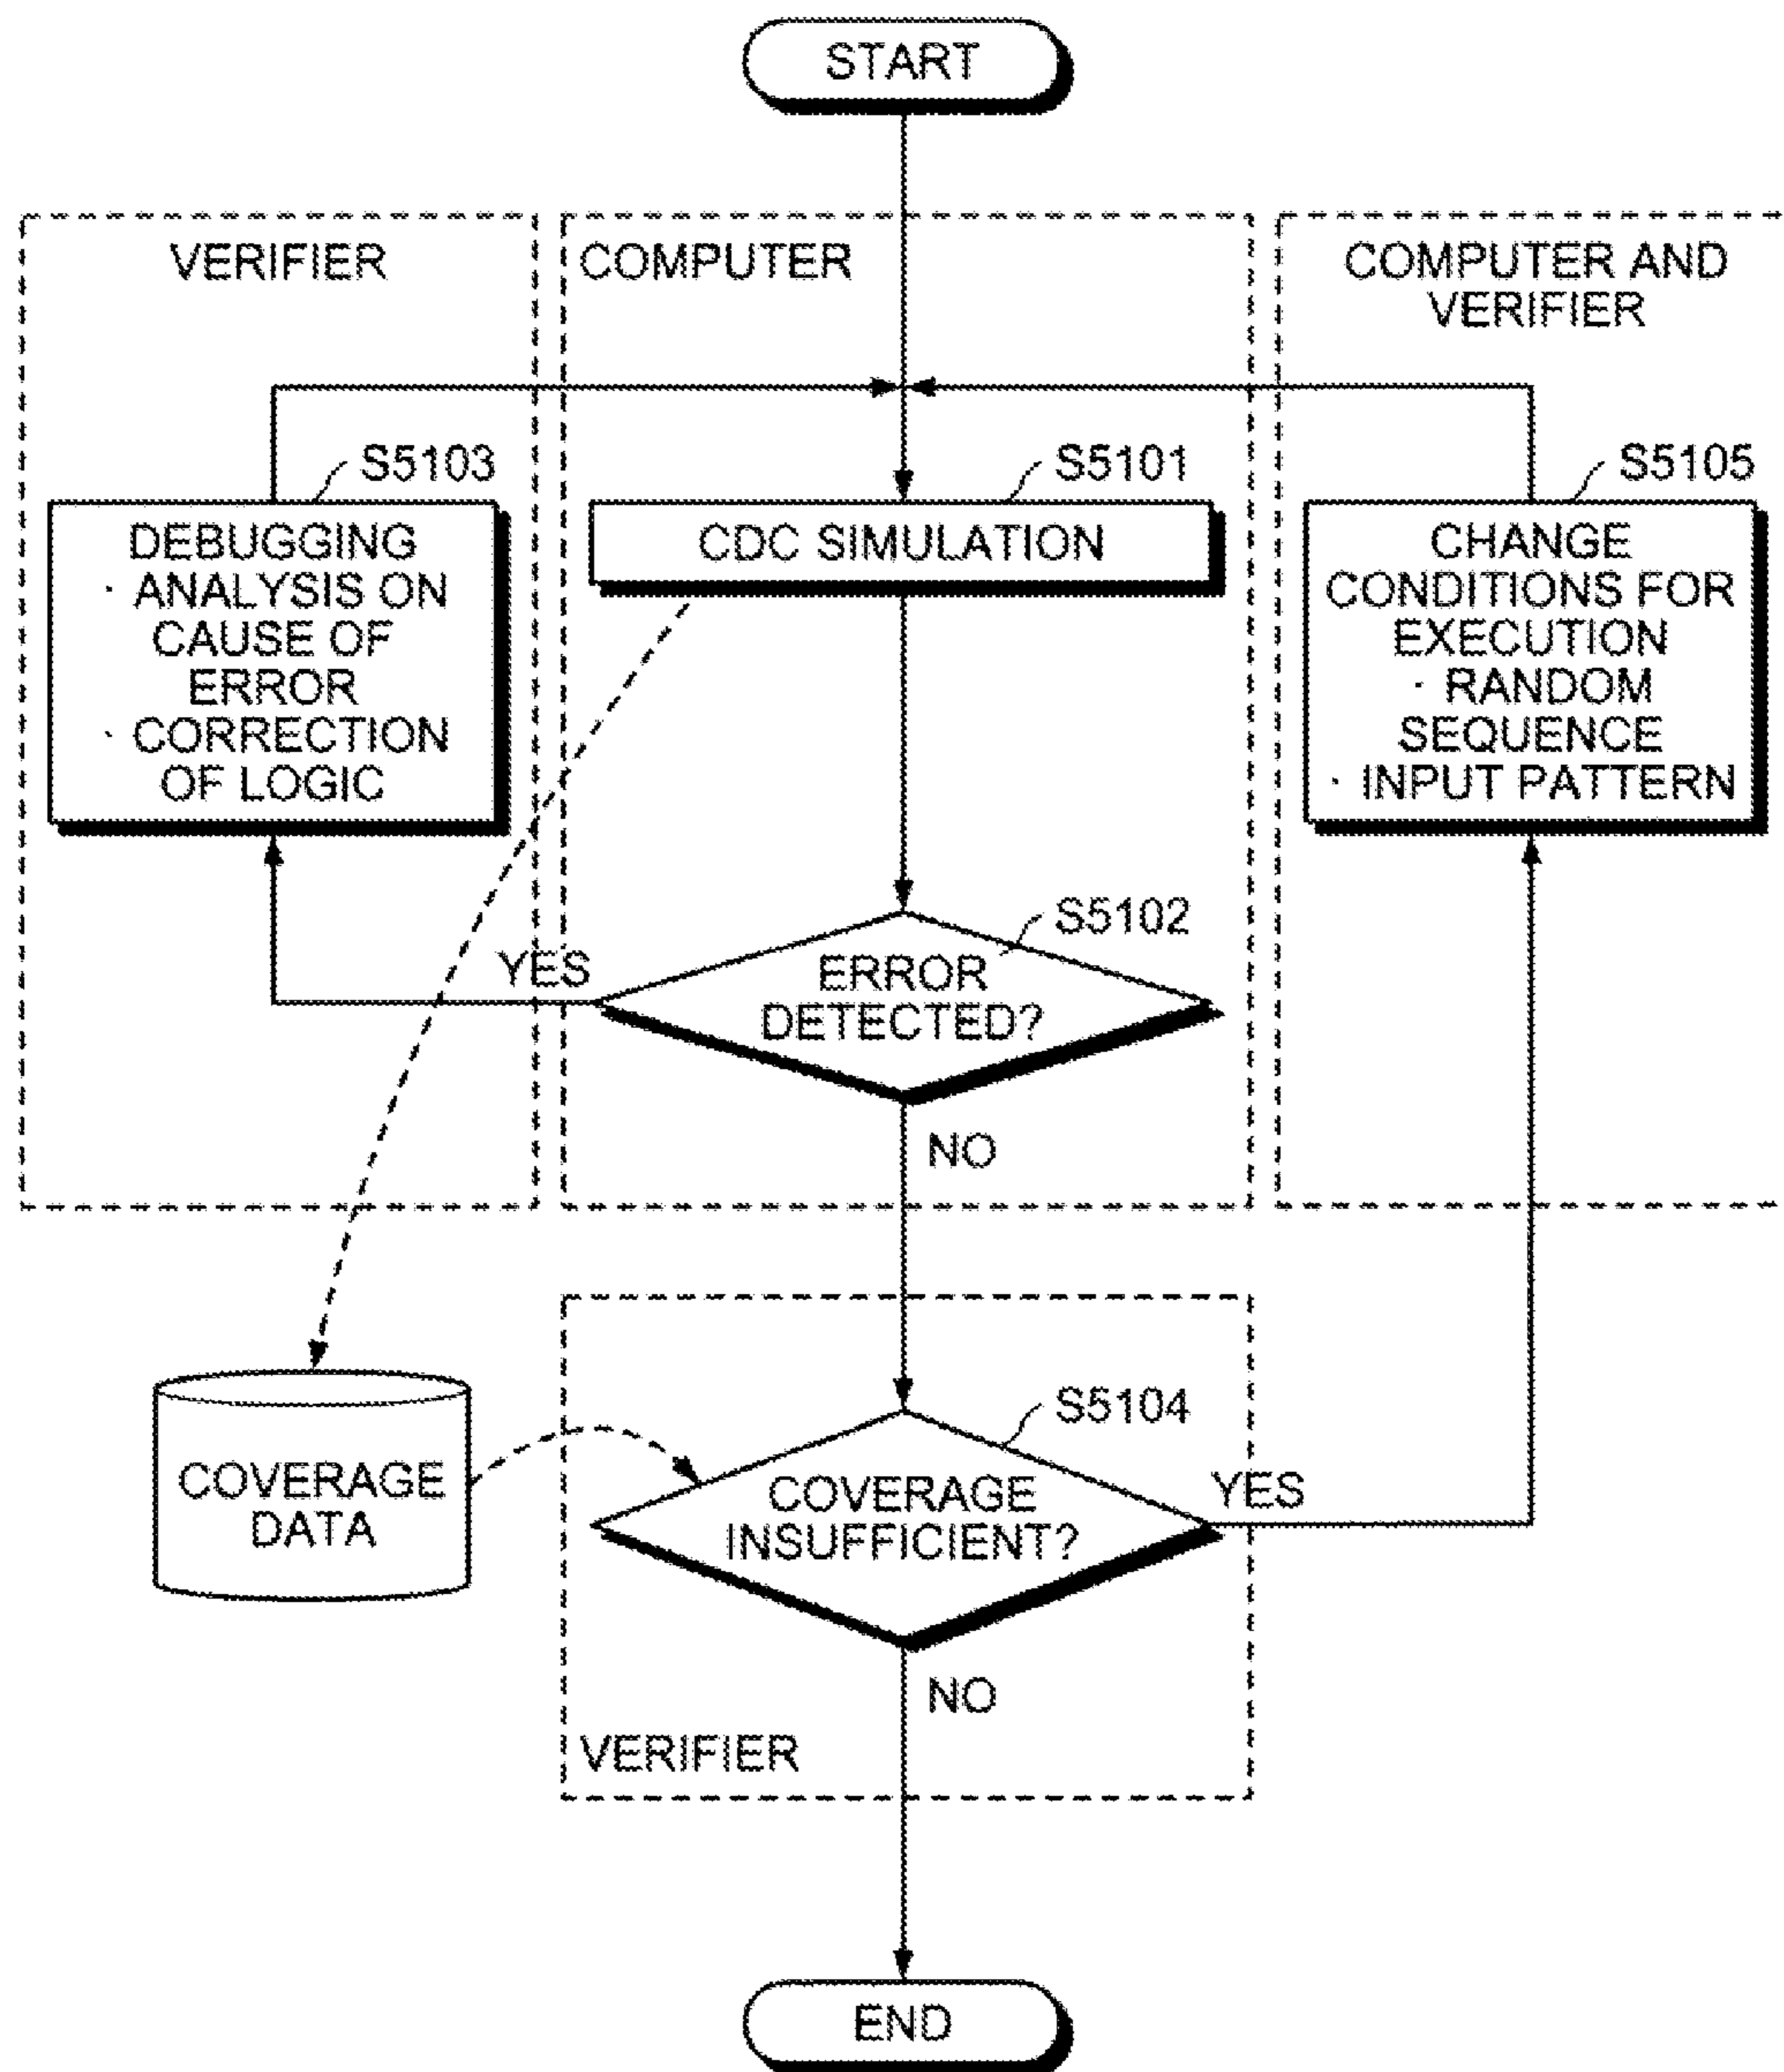 START
VERIFIER
COMPUTER
COMPUTER AND
VERIFIER
S5103
S5101
S5105
DEBUGGING
· ANALYSIS ON
CAUSE OF
ERROR
· CORRECTION
OF LOGIC
CDC SIMULATION
CHANGE
CONDITIONS FOR
EXECUTION
· RANDOM
SEQUENCE
· INPUT PATTERN
S5102
YES
ERROR
DETECTED?
NO
S5104
COVERAGE
DATA
COVERAGE
INSUFFICIENT?
YES
NO
VERIFIER
END